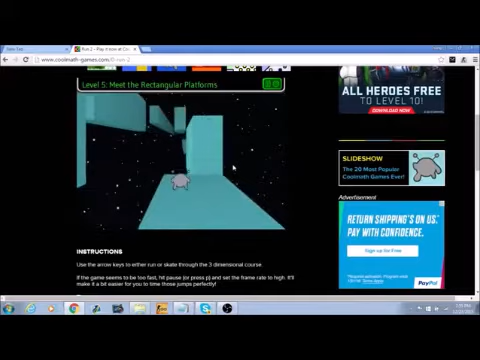 New Tab
Run 2 - Play it now at Co
www.coolmath-games.com/0-run-2
Level 5: Meet the Rectangular Platforms
ALL HEROES FREE
TO LEVEL 10!
DOWNLOAD NOW
SLIDESHOW
The 20 Most Popular
Coolmath Games Ever!
Advertisement
RETURN SHIPPING'S ON US.
PAY WITH CONFIDENCE.
Sign up for Free
PayPal
INSTRUCTIONS
Use the arrow keys to either run or skate through the 3 dimensional course.
If the game seems to be too fast, hit pause (or press p) and set the frame rate to high. It'll
make it a bit easier for you to time those jumps perfectly!